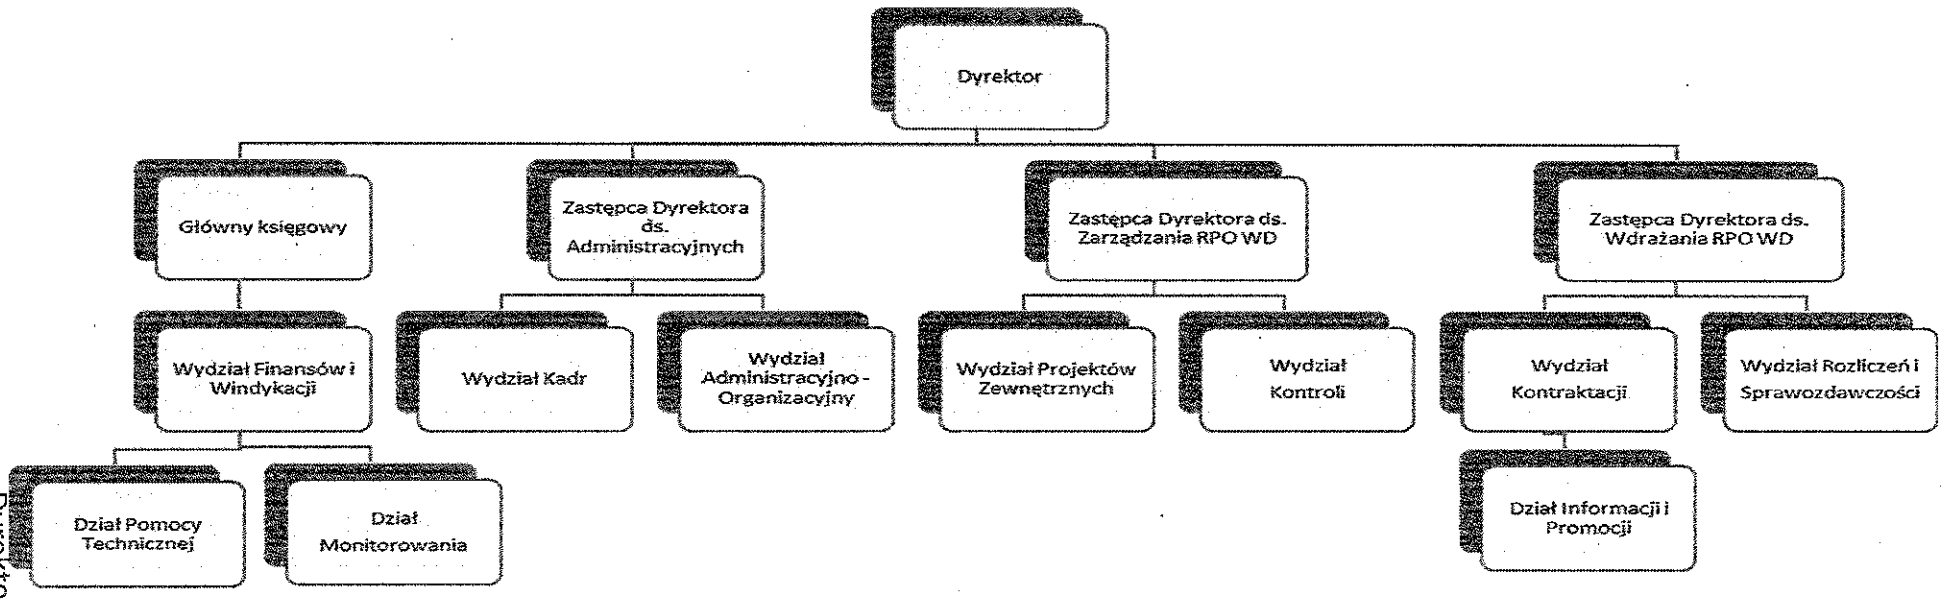 Dyrektor
Główny księgowy
Zastępca Dyrektora
ds.
Administracyjnych
Zastępca Dyrektora ds.
Zarządzania RPO WD
Zastępca Dyrektora ds.
Wdrażania RPO WD
Wydział Finansów i
Windykacji
Wydział Kadr
Wydział
Administracyjno -
Organizacyjny
Wydział Projektów
Zewnętrznych
Wydział
Kontroli
Wydział
Kontraktacji
Wydział Rozliczeń i
Sprawozdawczości
Dział Pomocy
Technicznej
Dział
Monitorowania
Dział Informacji i
Promocji